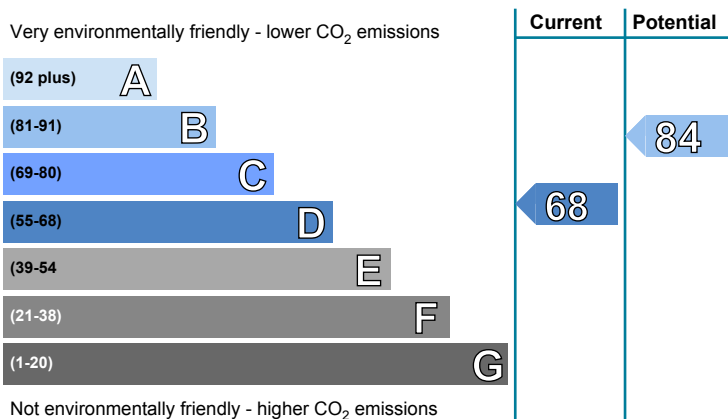 Current Potential
Very environmentally friendly - lower CO2 emissions
(92 plus) A
(81-91) B
84
(69-80) C
68
(55-68) D
(39-54 E
(21-38) F
(1-20) G
Not environmentally friendly - higher CO2 emissions